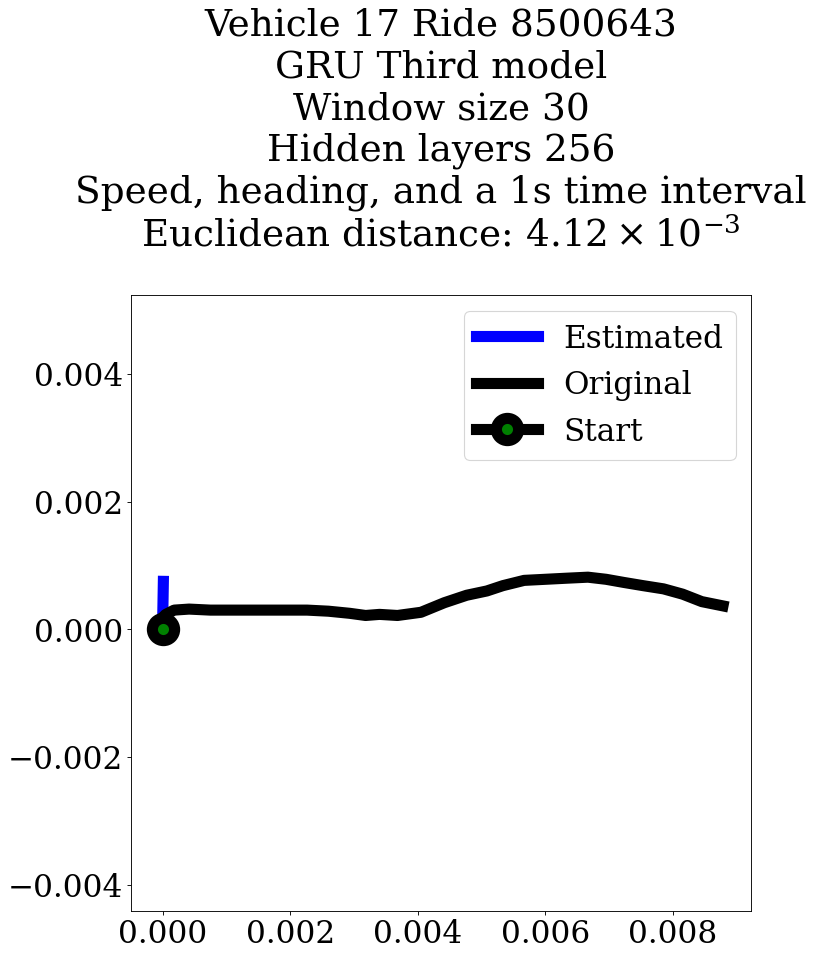 Vehicle 17 Ride 8500643
GRU Third model
Window size 30
Hidden layers 256
Speed, heading, and a 1s time interval
Euclidean distance: 4.12 × 10⁻³
Estimated
Original
Start
0.004
0.002
0.000
−0.002
−0.004
0.000 0.002 0.004 0.006 0.008